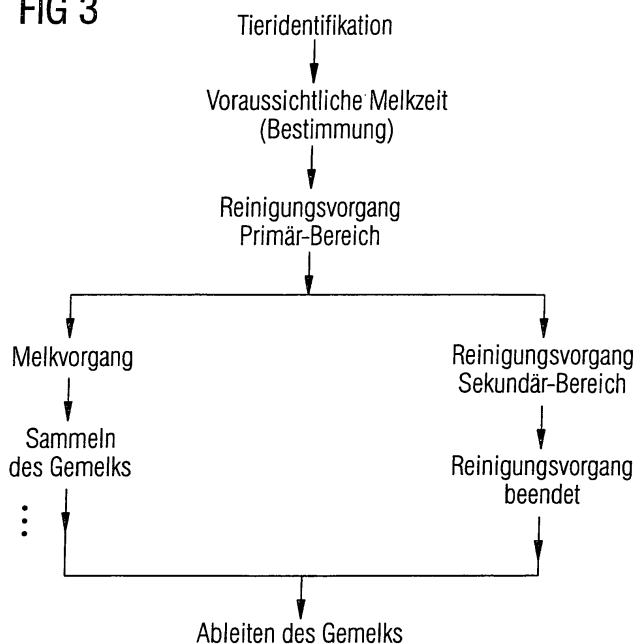 FIG 3
Tieridentifikation
Voraussichtliche Melkzeit
(Bestimmung)
Reinigungsvorgang
Primär-Bereich
Melkvorgang
Sammeln
des Gemelks
Reinigungsvorgang
Sekundär-Bereich
Reinigungsvorgang
beendet
Ableiten des Gemelks